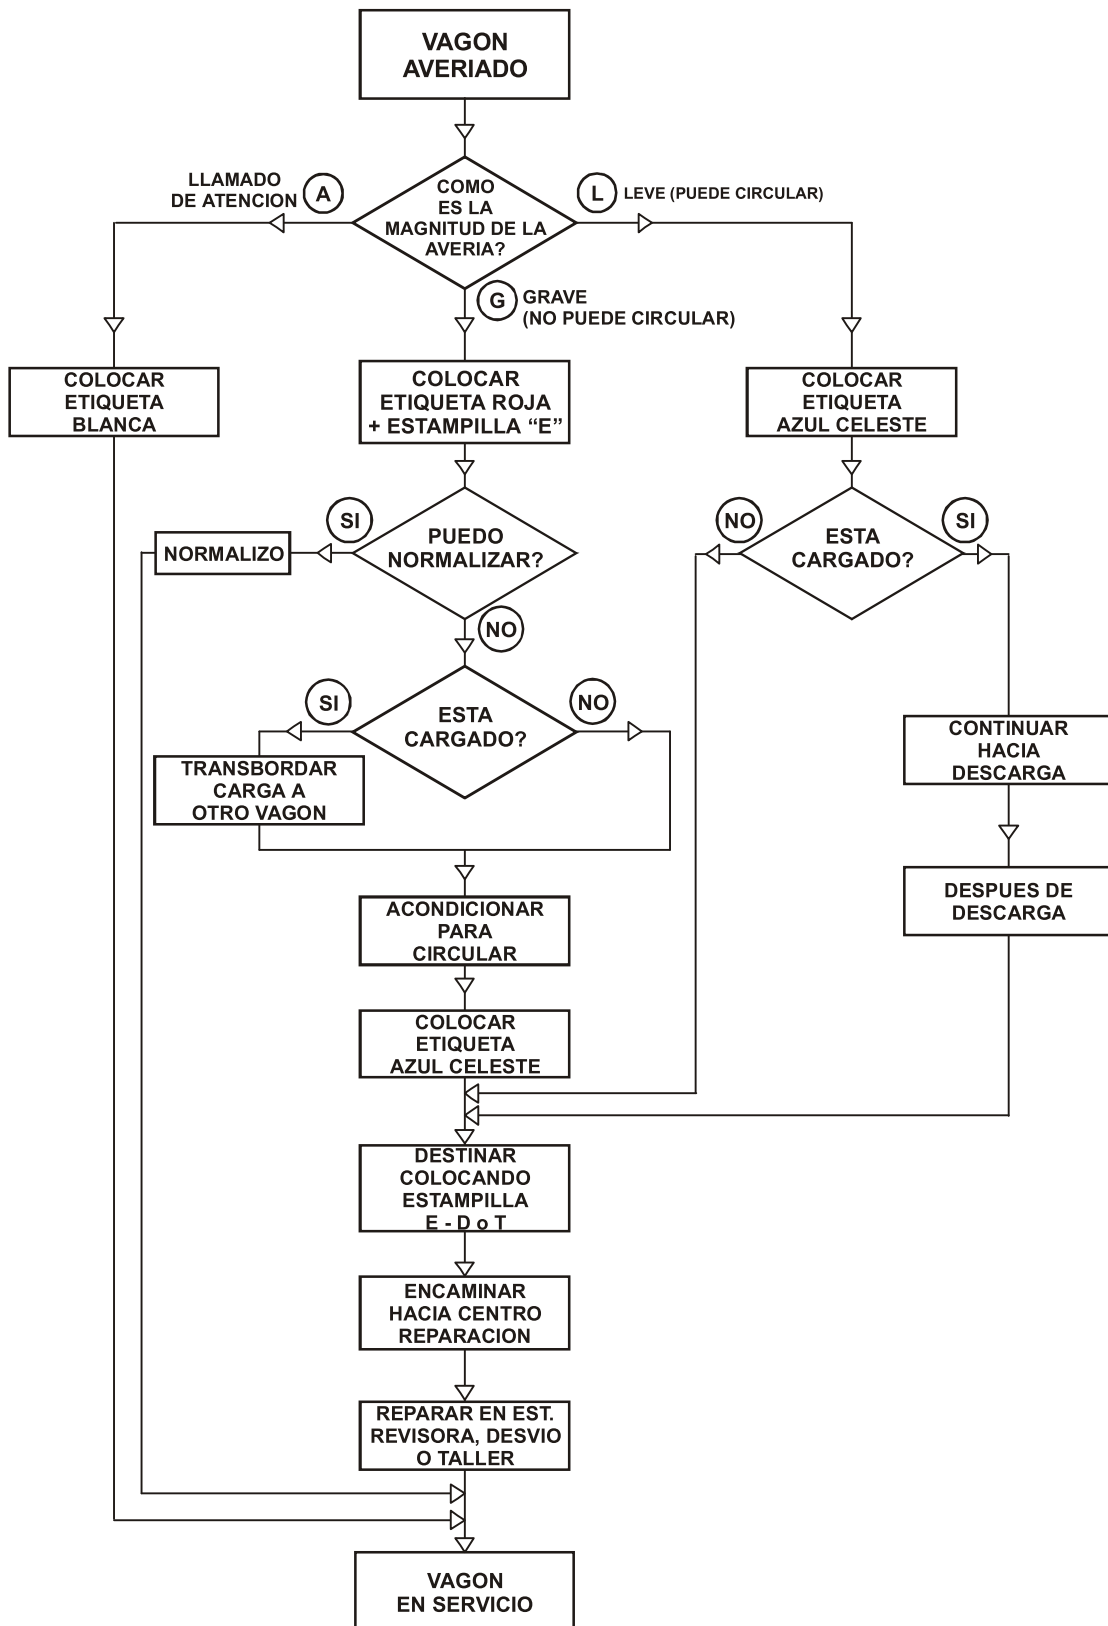 VAGON
AVERIADO
LLAMADO
DE ATENCION
A
COMO
ES LA
MAGNITUD DE LA
AVERIA?
L
LEVE (PUEDE CIRCULAR)
G
GRAVE
(NO PUEDE CIRCULAR)
COLOCAR
ETIQUETA
BLANCA
COLOCAR
ETIQUETA ROJA
+ ESTAMPILLA “E”
COLOCAR
ETIQUETA
AZUL CELESTE
SI
NORMALIZO
PUEDO
NORMALIZAR?
NO
NO
ESTA
CARGADO?
SI
SI
ESTA
CARGADO?
NO
TRANSBORDAR
CARGA A
OTRO VAGON
CONTINUAR
HACIA
DESCARGA
DESPUES DE
DESCARGA
ACONDICIONAR
PARA
CIRCULAR
COLOCAR
ETIQUETA
AZUL CELESTE
DESTINAR
COLOCANDO
ESTAMPILLA
E - D o T
ENCAMINAR
HACIA CENTRO
REPARACION
REPARAR EN EST.
REVISORA, DESVIO
O TALLER
VAGON
EN SERVICIO